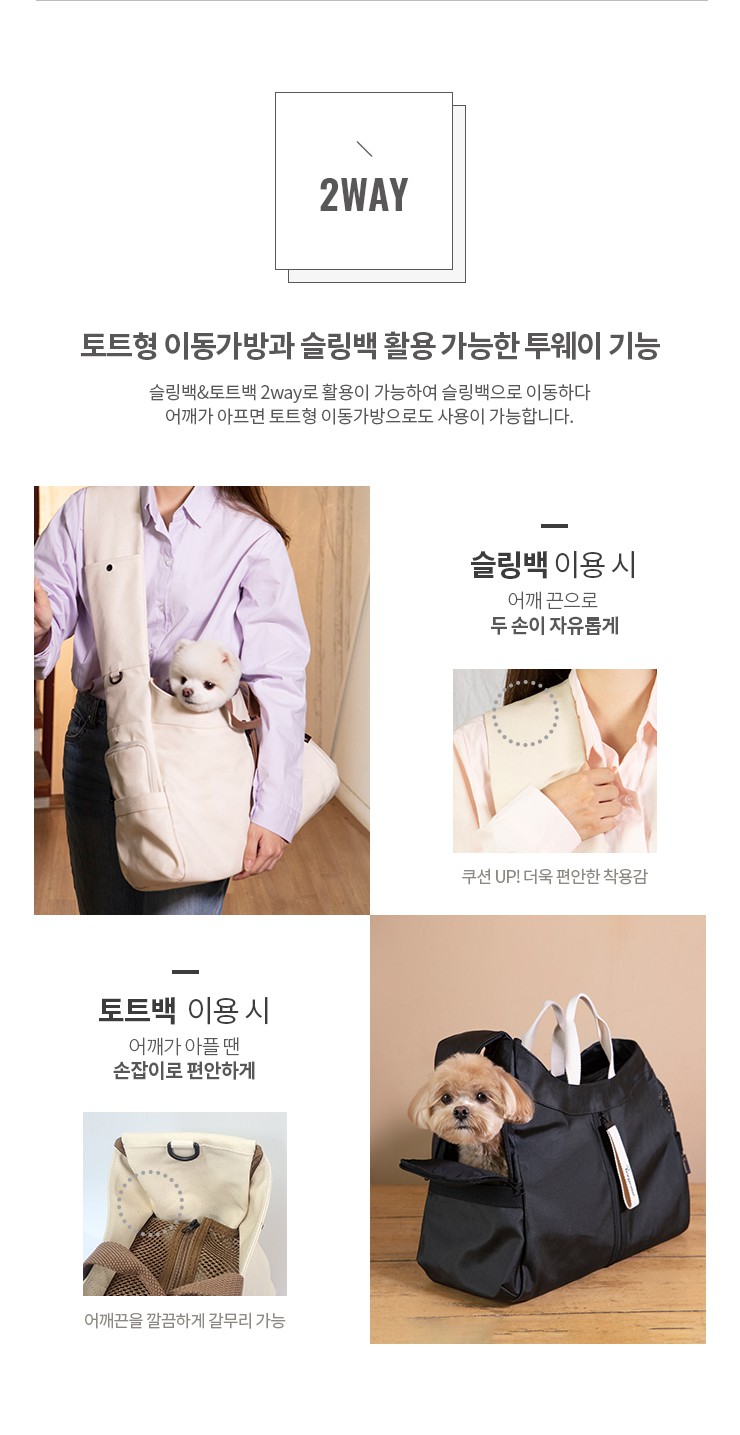 2WAY
토트형 이동가방과 슬링백 활용 가능한 투웨이 기능
슬링백&토트백 2way로 활용이 가능하여 슬링백으로 이동하다
어깨가 아프면 토트형 이동가방으로도 사용이 가능합니다.
슬링백 이용 시
어깨 끈으로
두 손이 자유롭게
쿠션 UP! 더욱 편안한 착용감
토트백 이용 시
어깨가 아플 땐
손잡이로 편안하게
어깨끈을 깔끔하게 갈무리 가능